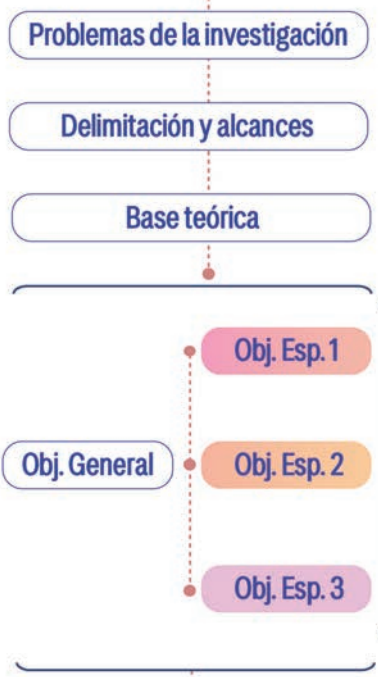 Problemas de la investigación
Delimitación y alcances
Base teórica
Obj. Esp. 1
Obj. General
Obj. Esp. 2
Obj. Esp. 3